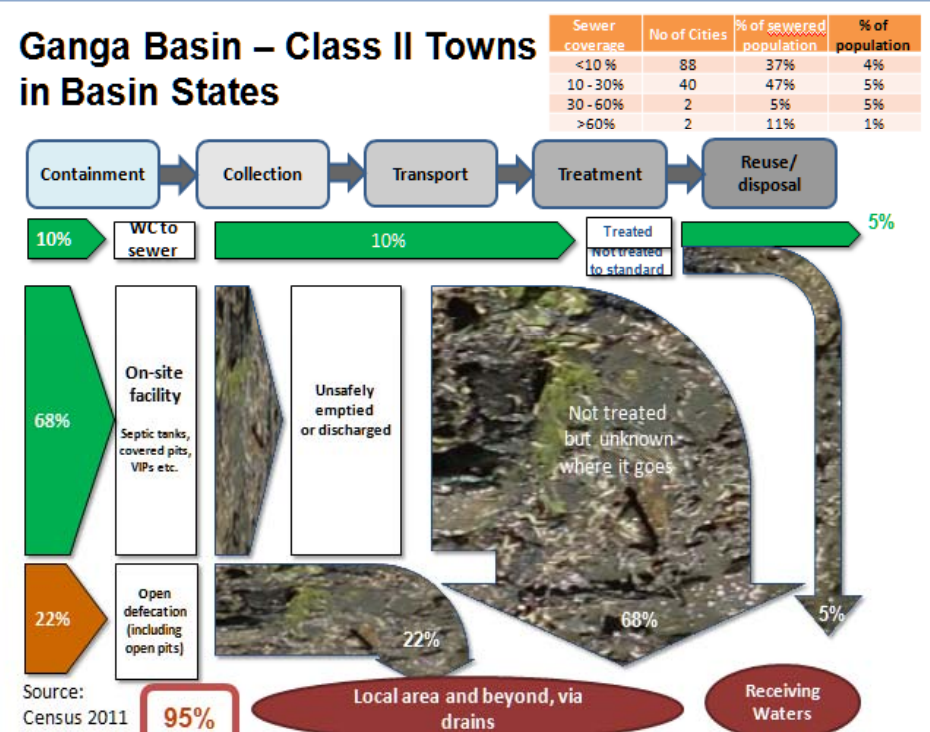 Ganga Basin – Class II Towns
in Basin States
Sewer coverage No of Cities % of sewered population % of population
<10 % 88 37% 4%
10 - 30% 40 47% 5%
30 - 60% 2 5% 5%
>60% 2 11% 1%
Containment
Collection
Transport
Treatment
Reuse/
disposal
10%
WC to
sewer
10%
Treated
Not treated
to standard
5%
68%
On-site
facility
Septic tanks,
covered pits,
VIPs etc.
Unsafely
emptied
or discharged
Not treated
but unknown
where it goes
68%
5%
22%
Open
defecation
(including
open pits)
22%
Source:
Census 2011
95%
Local area and beyond, via
drains
Receiving
Waters